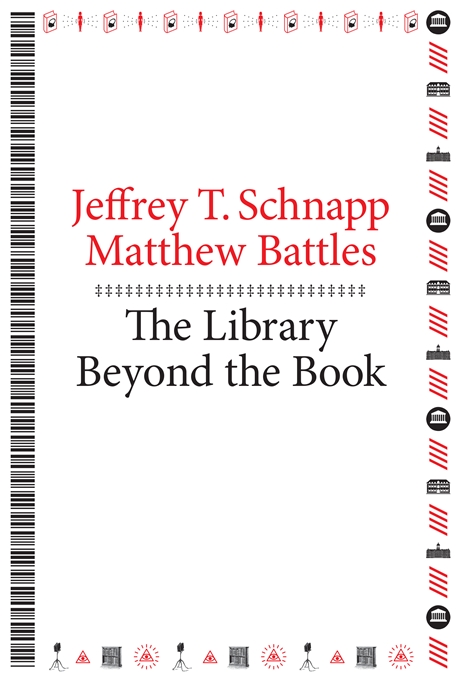 Jeffrey T. Schnapp
Matthew Battles
‡‡‡‡‡‡‡‡‡‡‡‡‡‡‡‡‡‡‡‡‡‡‡‡‡‡‡
The Library
Beyond the Book